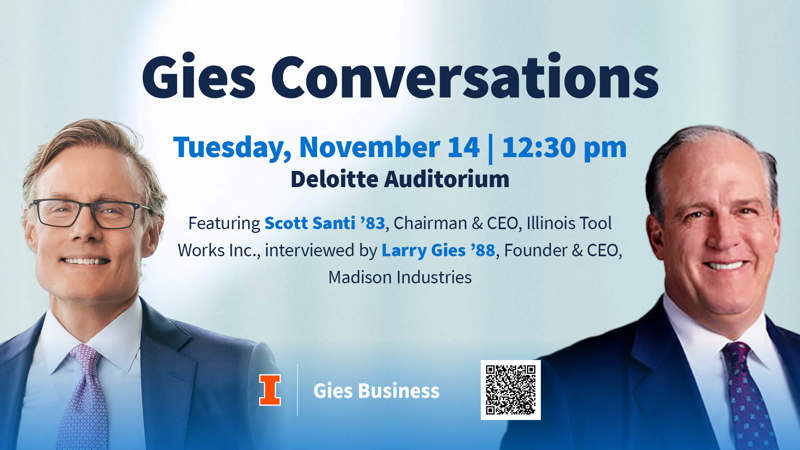 Gies Conversations
Tuesday, November 14 | 12:30 pm
Deloitte Auditorium
Featuring Scott Santi ’83, Chairman & CEO, Illinois Tool
Works Inc., interviewed by Larry Gies ’88, Founder & CEO,
Madison Industries
I
Gies Business